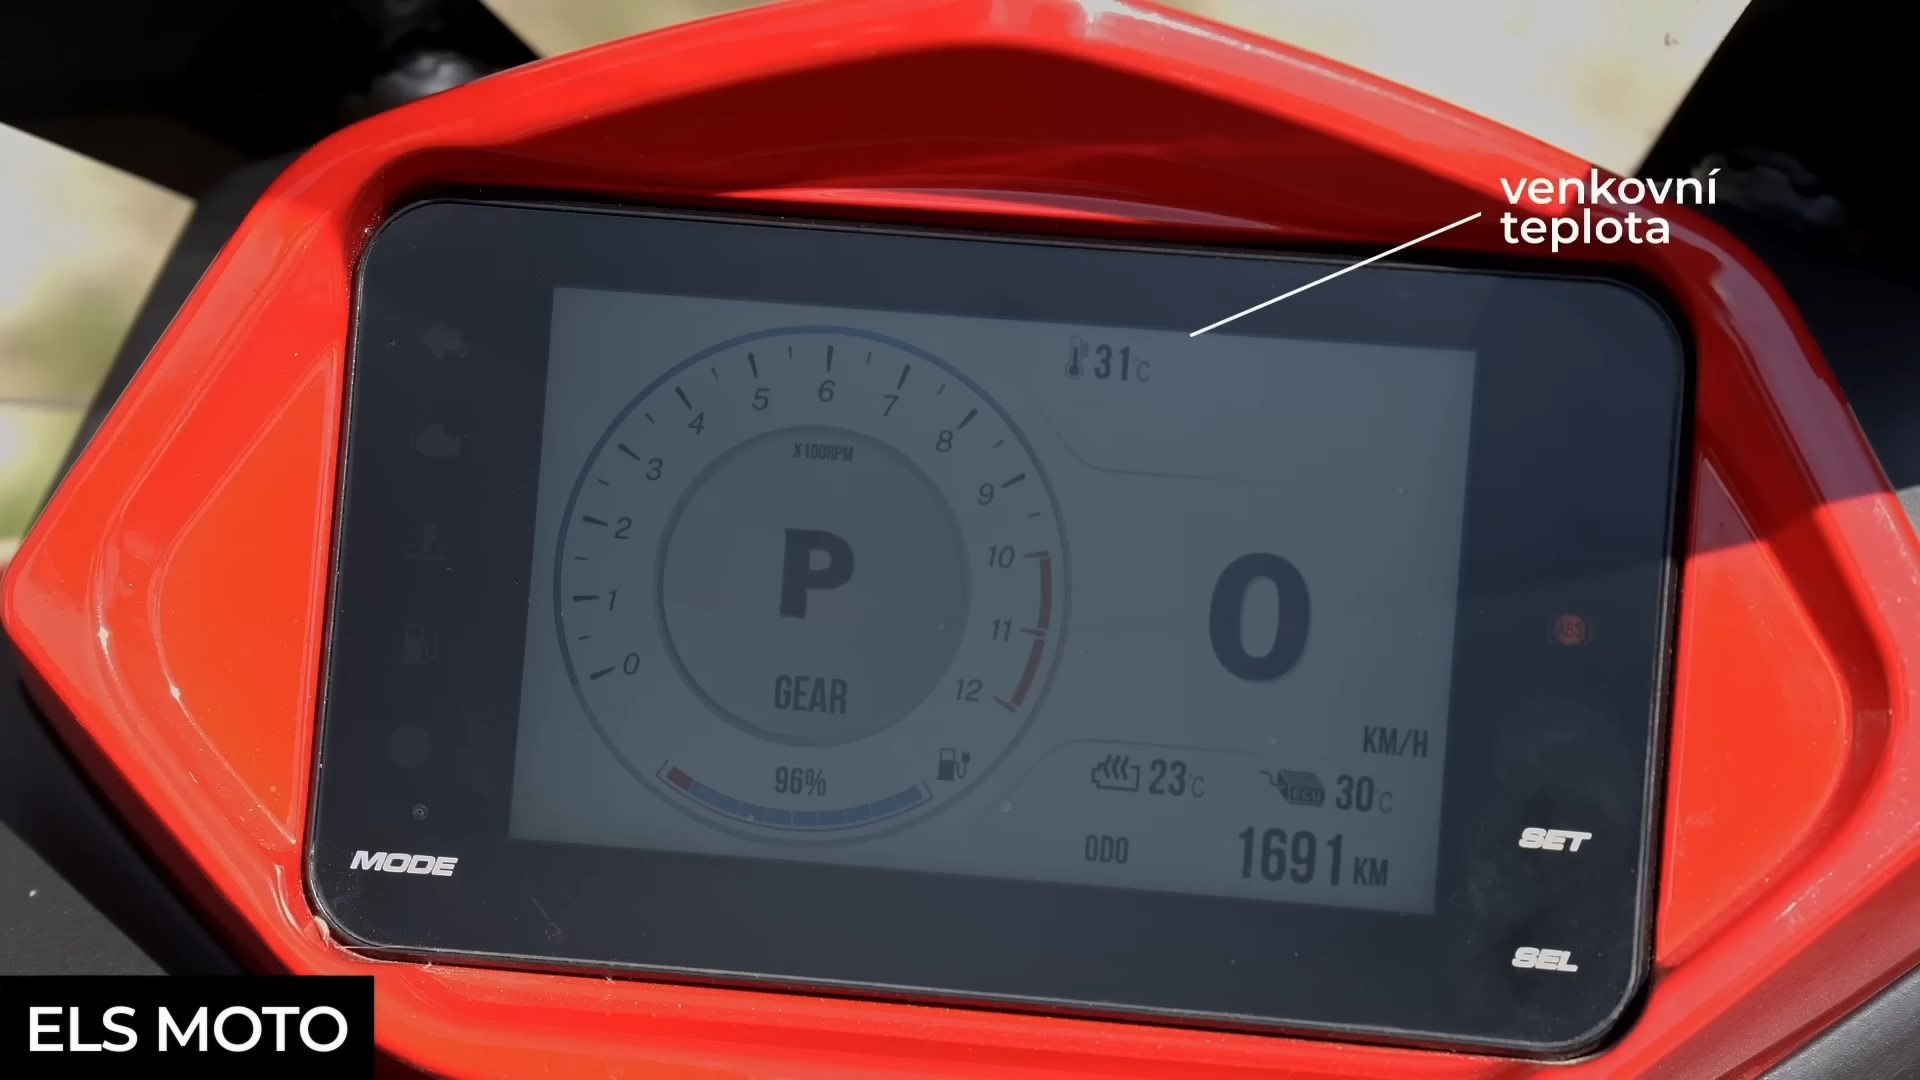 venkovní
teplota
31°C
5 6 7
4 8
3 9
2 10
1 11
0 12
X100RPM
P
GEAR
96%
0
KM/H
23°C
ECU 30°C
ODO 1691 KM
ABS
MODE
SET
SEL
ELS MOTO